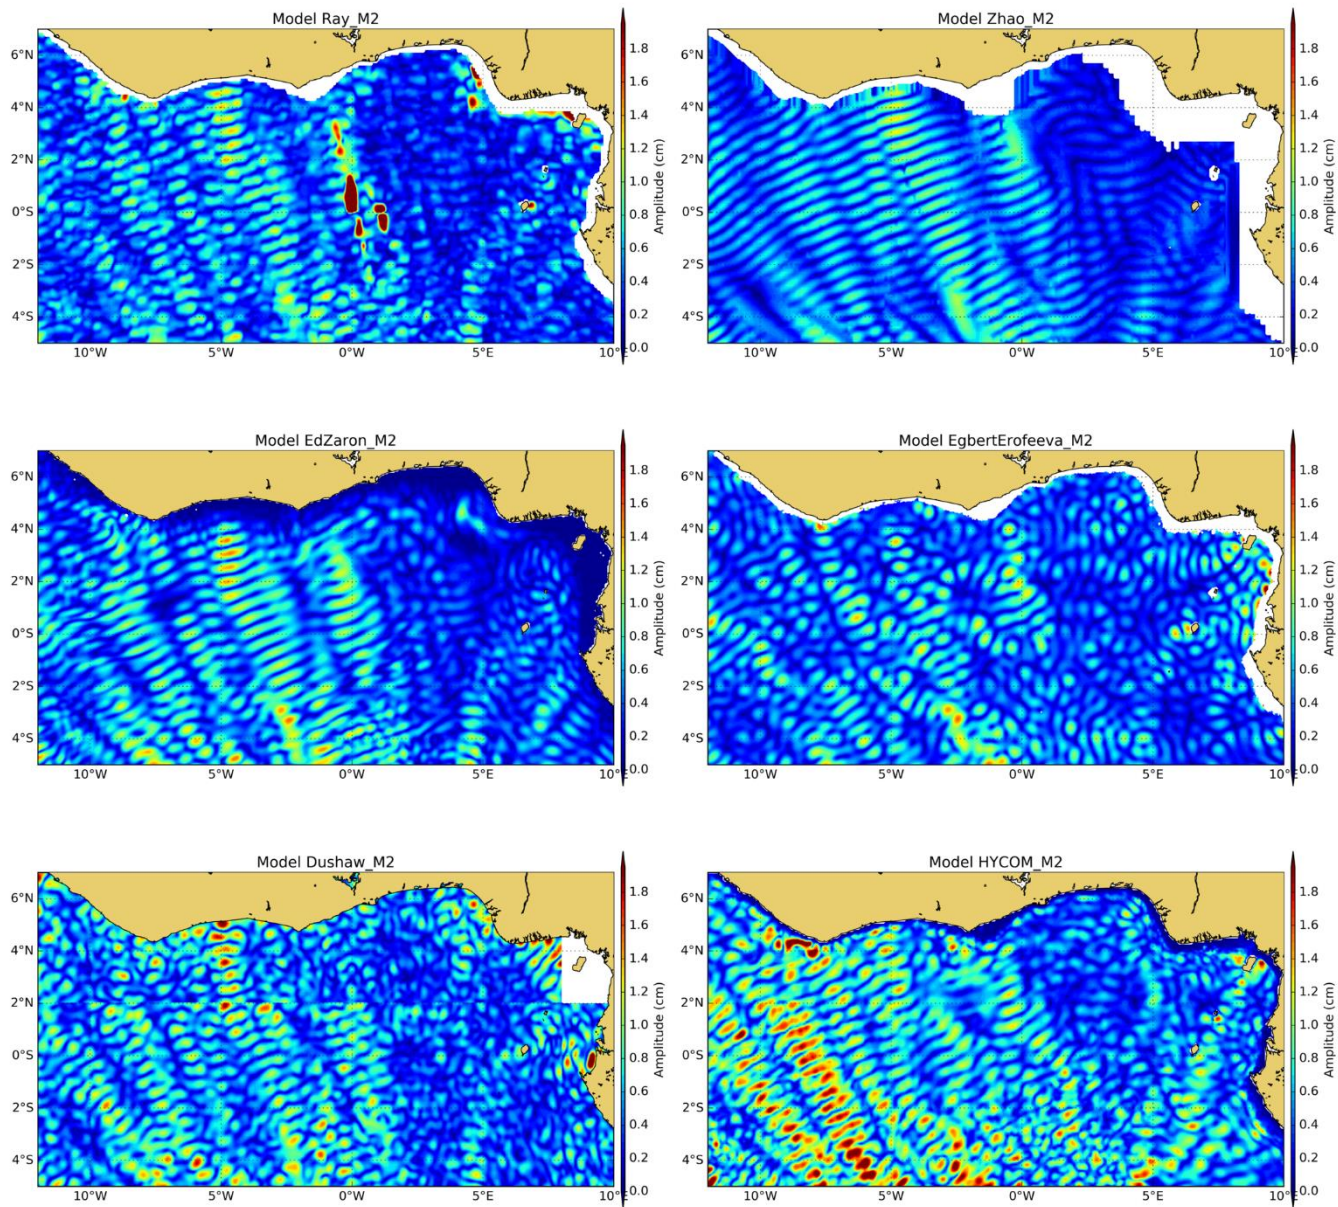 Model Ray_M2
6°N
4°N
2°N
0°S
2°S
4°S
10°W
5°W
0°W
5°E
10°E
1.8
1.6
1.4
1.2
1.0
0.8
0.6
0.4
0.2
0.0
Amplitude (cm)
Model Zhao_M2
6°N
4°N
2°N
0°S
2°S
4°S
10°W
5°W
0°W
5°E
10°E
1.8
1.6
1.4
1.2
1.0
0.8
0.6
0.4
0.2
0.0
Amplitude (cm)
Model EdZaron_M2
6°N
4°N
2°N
0°S
2°S
4°S
10°W
5°W
0°W
5°E
10°E
1.8
1.6
1.4
1.2
1.0
0.8
0.6
0.4
0.2
0.0
Amplitude (cm)
Model EgbertErofeeva_M2
6°N
4°N
2°N
0°S
2°S
4°S
10°W
5°W
0°W
5°E
10°E
1.8
1.6
1.4
1.2
1.0
0.8
0.6
0.4
0.2
0.0
Amplitude (cm)
Model Dushaw_M2
6°N
4°N
2°N
0°S
2°S
4°S
10°W
5°W
0°W
5°E
10°E
1.8
1.6
1.4
1.2
1.0
0.8
0.6
0.4
0.2
0.0
Amplitude (cm)
Model HYCOM_M2
6°N
4°N
2°N
0°S
2°S
4°S
10°W
5°W
0°W
5°E
10°E
1.8
1.6
1.4
1.2
1.0
0.8
0.6
0.4
0.2
0.0
Amplitude (cm)